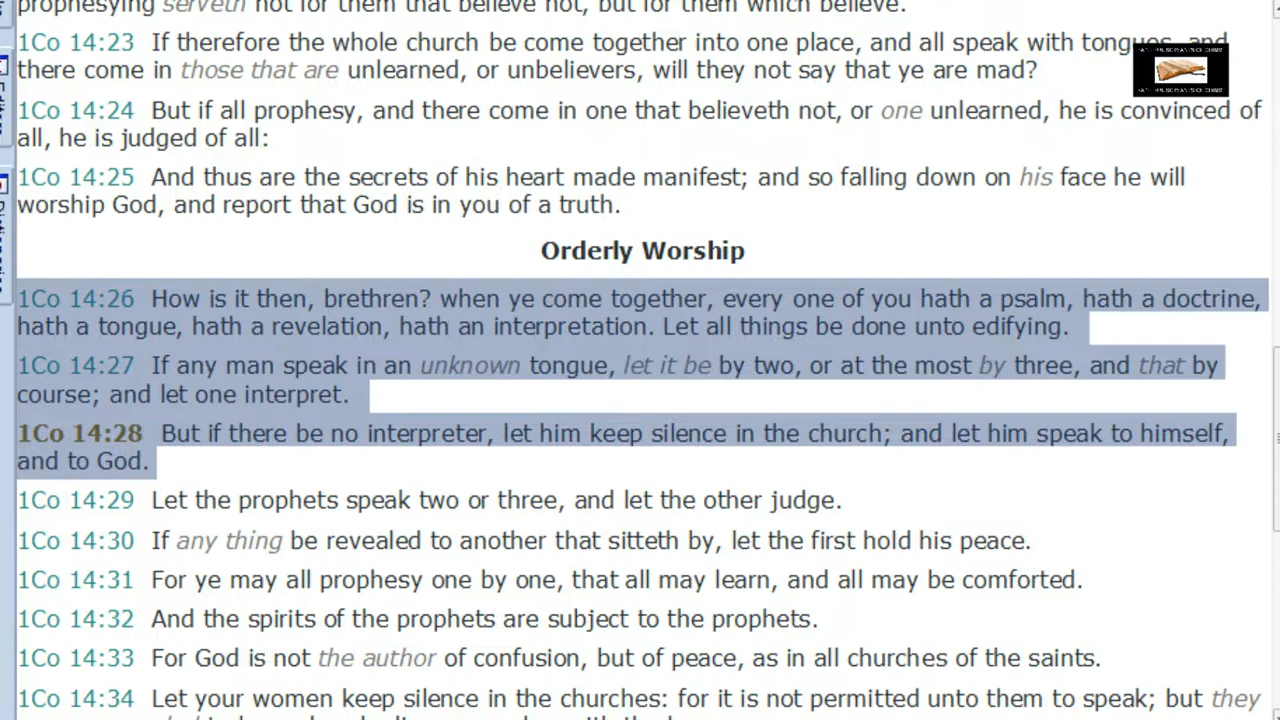 prophesying serveth not for them that believe not, but for them which believe.
1Co 14:23 If therefore the whole church be come together into one place, and all speak with tongues, and
there come in those that are unlearned, or unbelievers, will they not say that ye are mad?
1Co 14:24 But if all prophesy, and there come in one that believeth not, or one unlearned, he is convinced of
all, he is judged of all:
1Co 14:25 And thus are the secrets of his heart made manifest; and so falling down on his face he will
worship God, and report that God is in you of a truth.
Orderly Worship
1Co 14:26 How is it then, brethren? when ye come together, every one of you hath a psalm, hath a doctrine,
hath a tongue, hath a revelation, hath an interpretation. Let all things be done unto edifying.
1Co 14:27 If any man speak in an unknown tongue, let it be by two, or at the most by three, and that by
course; and let one interpret.
1Co 14:28 But if there be no interpreter, let him keep silence in the church; and let him speak to himself,
and to God.
1Co 14:29 Let the prophets speak two or three, and let the other judge.
1Co 14:30 If any thing be revealed to another that sitteth by, let the first hold his peace.
1Co 14:31 For ye may all prophesy one by one, that all may learn, and all may be comforted.
1Co 14:32 And the spirits of the prophets are subject to the prophets.
1Co 14:33 For God is not the author of confusion, but of peace, as in all churches of the saints.
1Co 14:34 Let your women keep silence in the churches: for it is not permitted unto them to speak; but they